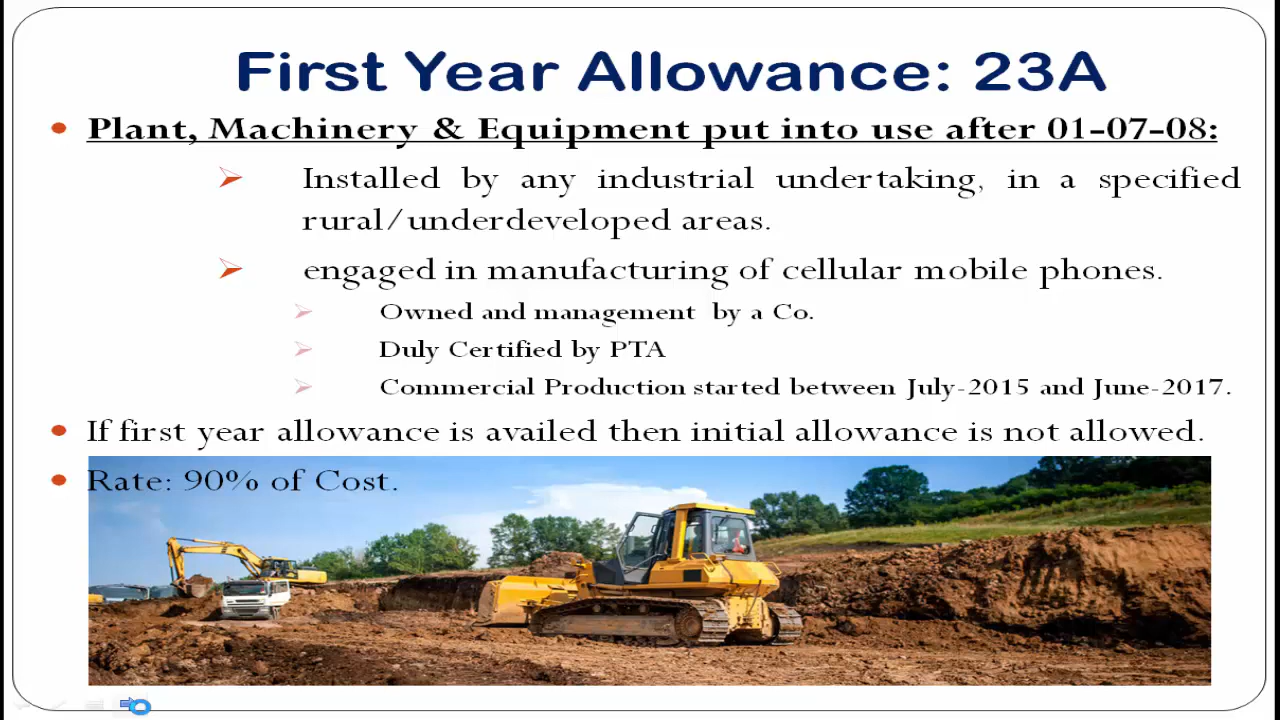 First Year Allowance: 23A
Plant, Machinery & Equipment put into use after 01-07-08:
Installed by any industrial undertaking, in a specified
rural/underdeveloped areas.
engaged in manufacturing of cellular mobile phones.
Owned and management by a Co.
Duly Certified by PTA
Commercial Production started between July-2015 and June-2017.
If first year allowance is availed then initial allowance is not allowed.
Rate: 90% of Cost.